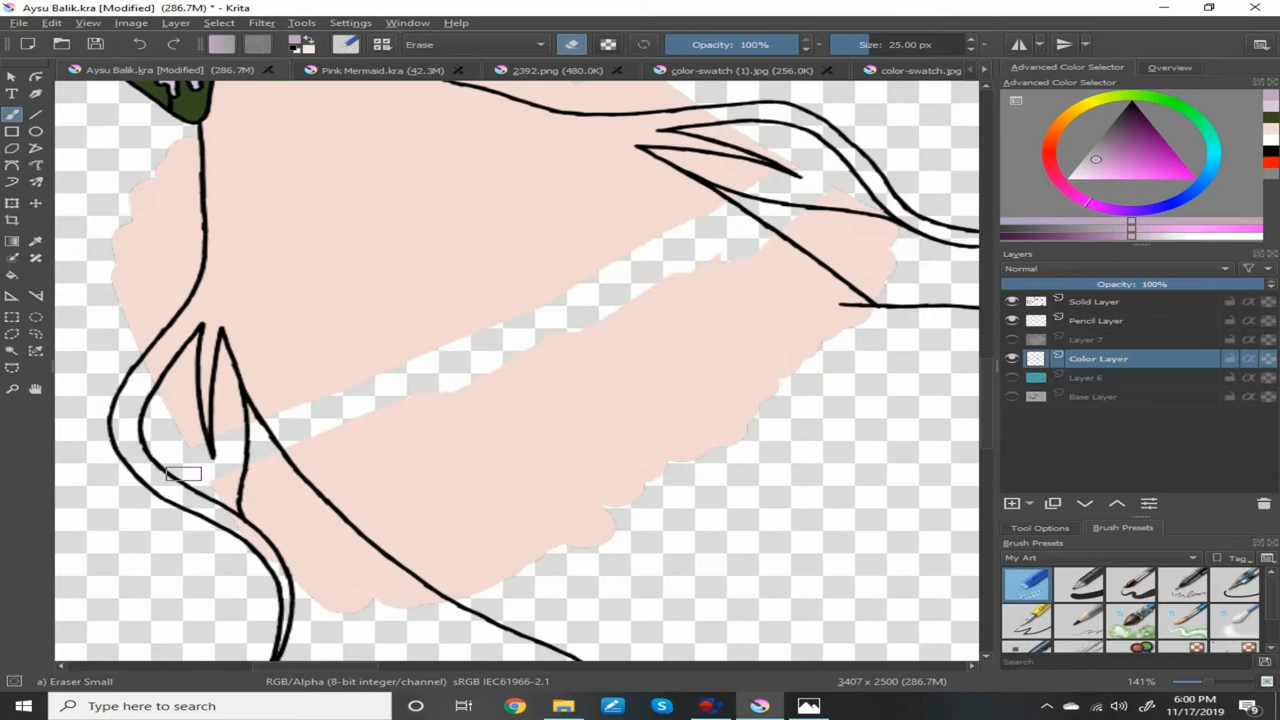 Aysu Balik.kra [Modified] (286.7M) * - Krita
File Edit View Image Layer Select Filter Tools Settings Window Help
Erase Opacity: 100% Size: 25.00 px
Aysu Balik.kra [Modified] (286.7M) Pink Mermaid.kra (42.3M) 2392.png (480.0K) color-swatch (1).jpg (256.0K) color-swatch.jpg
Advanced Color Selector Overview
Advanced Color Selector
Layers
Normal
Opacity: 100%
Solid Layer
Pencil Layer
Layer 7
Color Layer
Layer 6
Base Layer
Tool Options Brush Presets
Brush Presets
My Art Tag
Search
a) Eraser Small RGB/Alpha (8-bit integer/channel) sRGB IEC61966-2.1 3407 x 2500 (286.7M) 141%
Type here to search
6:00 PM
11/17/2019
9